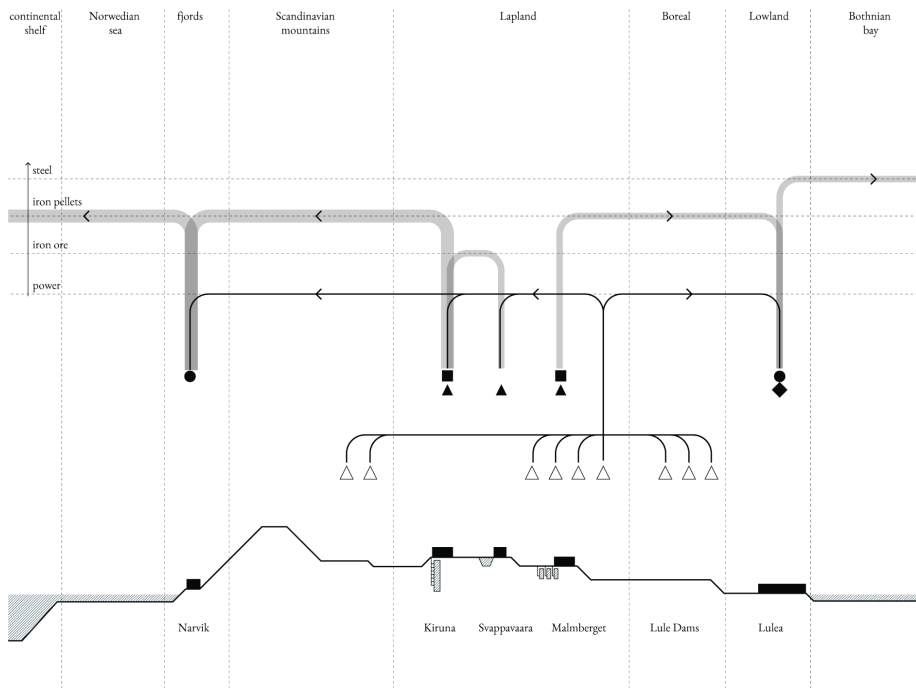 continental
shelf
Norwedian
sea
fjords
Scandinavian
mountains
Lapland
Boreal
Lowland
Bothnian
bay
steel
iron pellets
iron ore
power
Narvik
Kiruna
Svappavaara
Malmberget
Lule Dams
Lulea